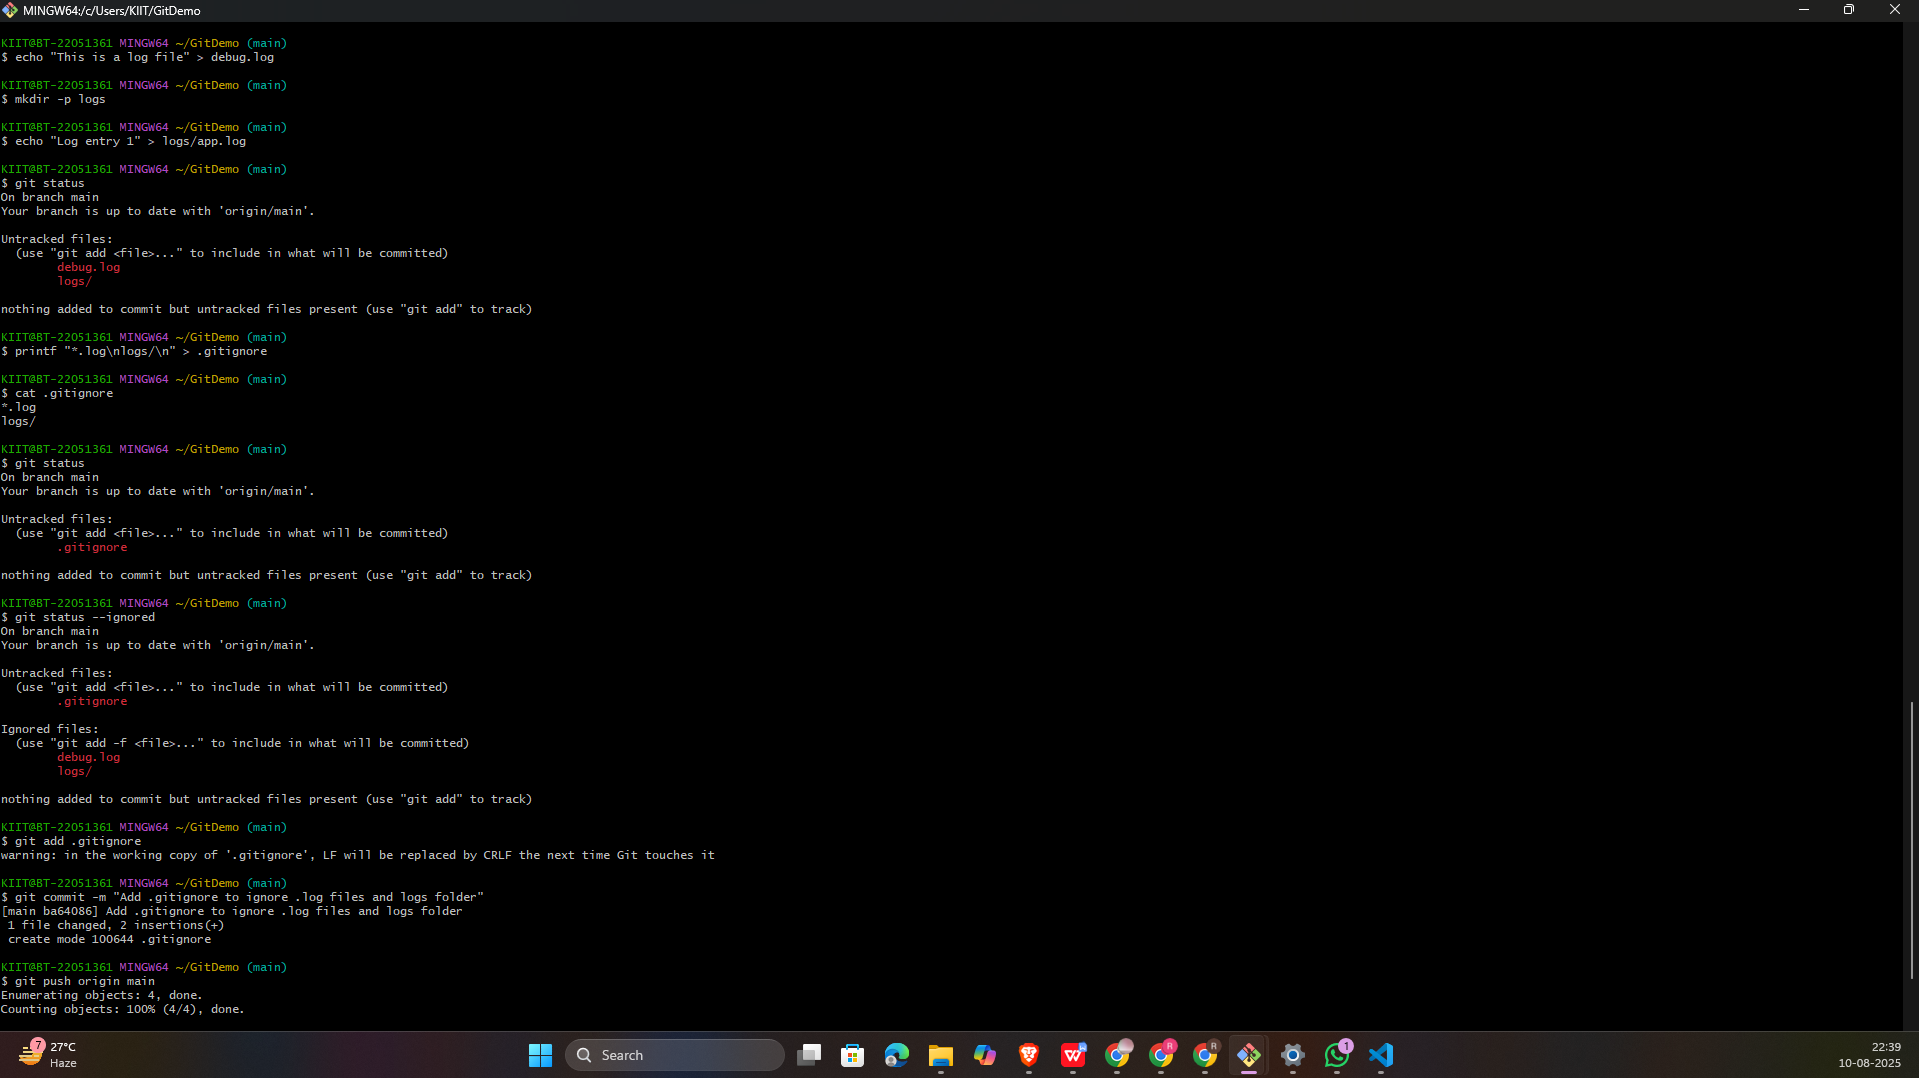 MINGW64:/c/Users/KIIT/GitDemo
KIIT@BT-22051361 MINGW64 ~/GitDemo (main)
$ echo "This is a log file" > debug.log
KIIT@BT-22051361 MINGW64 ~/GitDemo (main)
$ mkdir -p logs
KIIT@BT-22051361 MINGW64 ~/GitDemo (main)
$ echo "Log entry 1" > logs/app.log
KIIT@BT-22051361 MINGW64 ~/GitDemo (main)
$ git status
On branch main
Your branch is up to date with 'origin/main'.
Untracked files:
  (use "git add <file>..." to include in what will be committed)
        debug.log
        logs/
nothing added to commit but untracked files present (use "git add" to track)
KIIT@BT-22051361 MINGW64 ~/GitDemo (main)
$ printf "*.log\nlogs/\n" > .gitignore
KIIT@BT-22051361 MINGW64 ~/GitDemo (main)
$ cat .gitignore
*.log
logs/
KIIT@BT-22051361 MINGW64 ~/GitDemo (main)
$ git status
On branch main
Your branch is up to date with 'origin/main'.
Untracked files:
  (use "git add <file>..." to include in what will be committed)
        .gitignore
nothing added to commit but untracked files present (use "git add" to track)
KIIT@BT-22051361 MINGW64 ~/GitDemo (main)
$ git status --ignored
On branch main
Your branch is up to date with 'origin/main'.
Untracked files:
  (use "git add <file>..." to include in what will be committed)
        .gitignore
Ignored files:
  (use "git add -f <file>..." to include in what will be committed)
        debug.log
        logs/
nothing added to commit but untracked files present (use "git add" to track)
KIIT@BT-22051361 MINGW64 ~/GitDemo (main)
$ git add .gitignore
warning: in the working copy of '.gitignore', LF will be replaced by CRLF the next time Git touches it
KIIT@BT-22051361 MINGW64 ~/GitDemo (main)
$ git commit -m "Add .gitignore to ignore .log files and logs folder"
[main ba64086] Add .gitignore to ignore .log files and logs folder
 1 file changed, 2 insertions(+)
 create mode 100644 .gitignore
KIIT@BT-22051361 MINGW64 ~/GitDemo (main)
$ git push origin main
Enumerating objects: 4, done.
Counting objects: 100% (4/4), done.
7
27°C
Haze
Search
W
R
R
1
22:39
10-08-2025